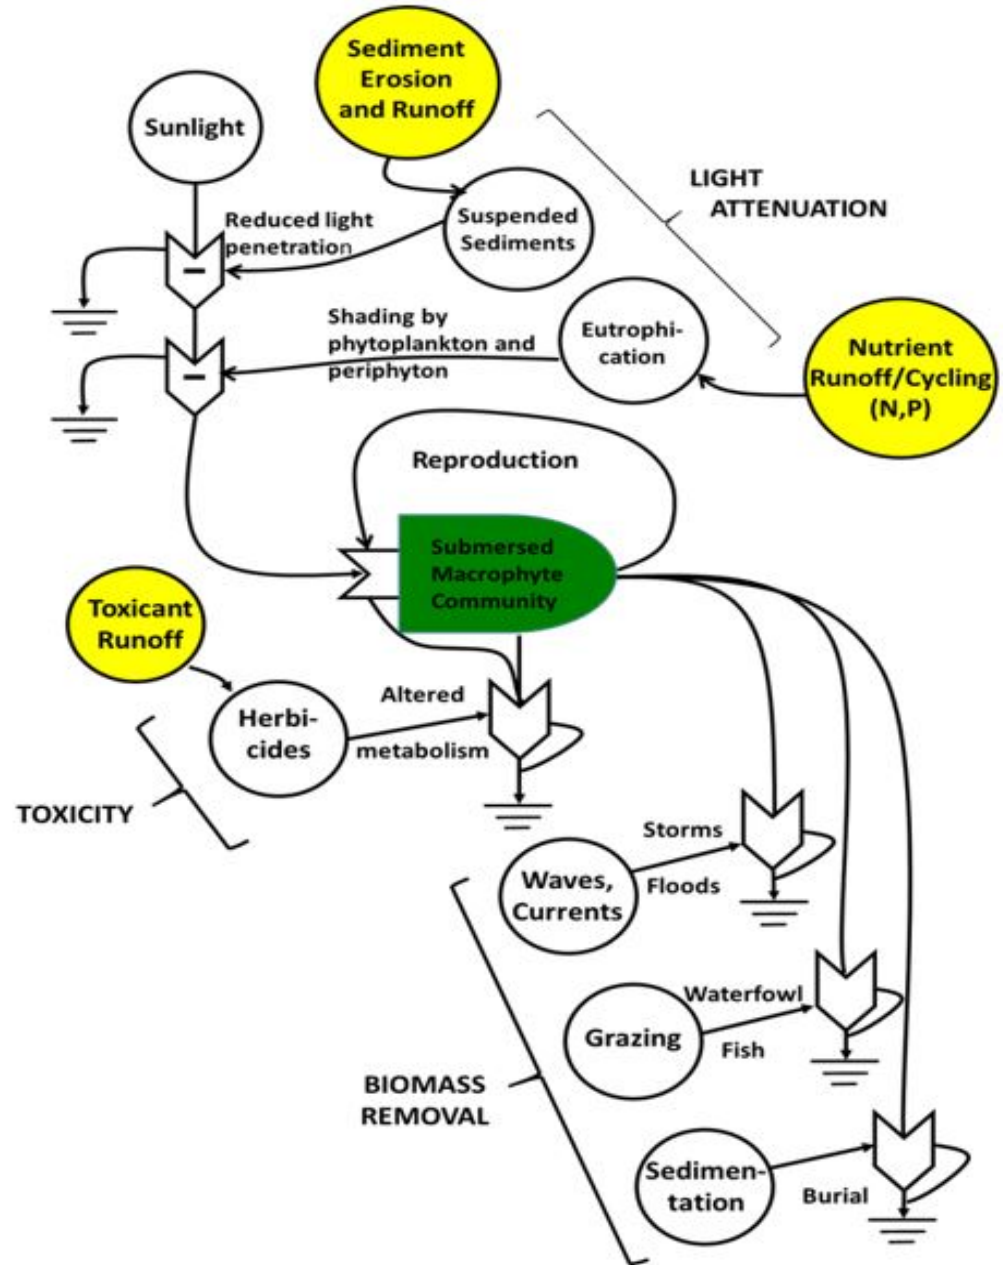 Sediment
Erosion
and Runoff
Sunlight
LIGHT
ATTENUATION
Suspended
Sediments
Reduced light
penetration
Shading by
phytoplankton and
periphyton
Eutrophi-
cation
Nutrient
Runoff/Cycling
(N,P)
Reproduction
Submersed
Macrophyte
Community
Toxicant
Runoff
Herbi-
cides
Altered
metabolism
TOXICITY
Storms
Floods
Waves,
Currents
Waterfowl
Fish
Grazing
BIOMASS
REMOVAL
Sedimen-
tation
Burial